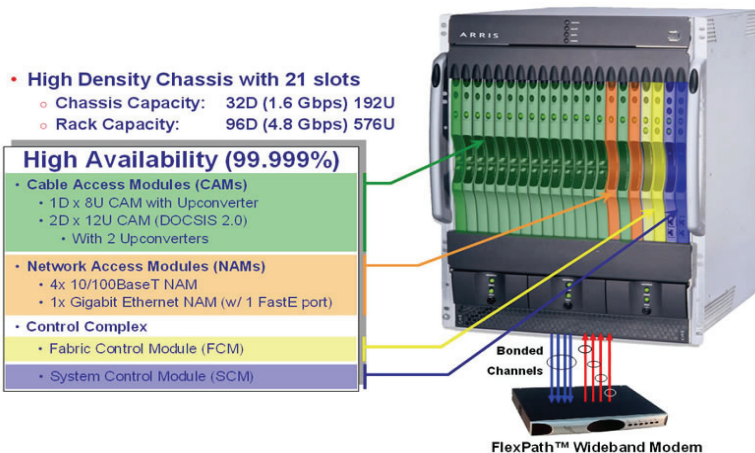 ARRIS
• High Density Chassis with 21 slots
o Chassis Capacity: 32D (1.6 Gbps) 192U
o Rack Capacity: 96D (4.8 Gbps) 576U
High Availability (99.999%)
• Cable Access Modules (CAMs)
• 1D x 8U CAM with Upconverter
• 2D x 12U CAM (DOCSIS 2.0)
• With 2 Upconverters
• Network Access Modules (NAMs)
• 4x 10/100BaseT NAM
• 1x Gigabit Ethernet NAM (w/ 1 FastE port)
• Control Complex
• Fabric Control Module (FCM)
• System Control Module (SCM)
Bonded
Channels
FlexPath™ Wideband Modem